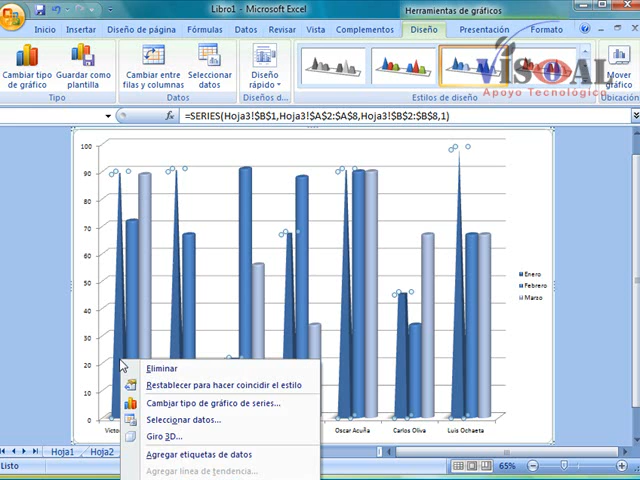 Libro1 - Microsoft Excel
Herramientas de gráficos
Inicio Insertar Diseño de página Fórmulas Datos Revisar Vista Complementos Diseño Presentación Formato
Cambiar tipo de gráfico
Guardar como plantilla
Cambiar entre filas y columnas
Seleccionar datos
Diseño rápido
Mover gráfico
VISOAL
Apoyo Tecnológico
Tipo Datos Diseños d... Estilos de diseño Ubicación
=SERIES(Hoja3!$B$1,Hoja3!$A$2:$A$8,Hoja3!$B$2:$B$8,1)
100
90
80
70
60
50
40
30
20
10
0
Enero
Febrero
Marzo
Oscar Acuña Carlos Oliva Luis Ochaeta
Eliminar
Restablecer para hacer coincidir el estilo
Cambiar tipo de gráfico de series...
Seleccionar datos...
Giro 3D...
Agregar etiquetas de datos
Agregar línea de tendencia...
Hoja1 Hoja2
Listo
65%